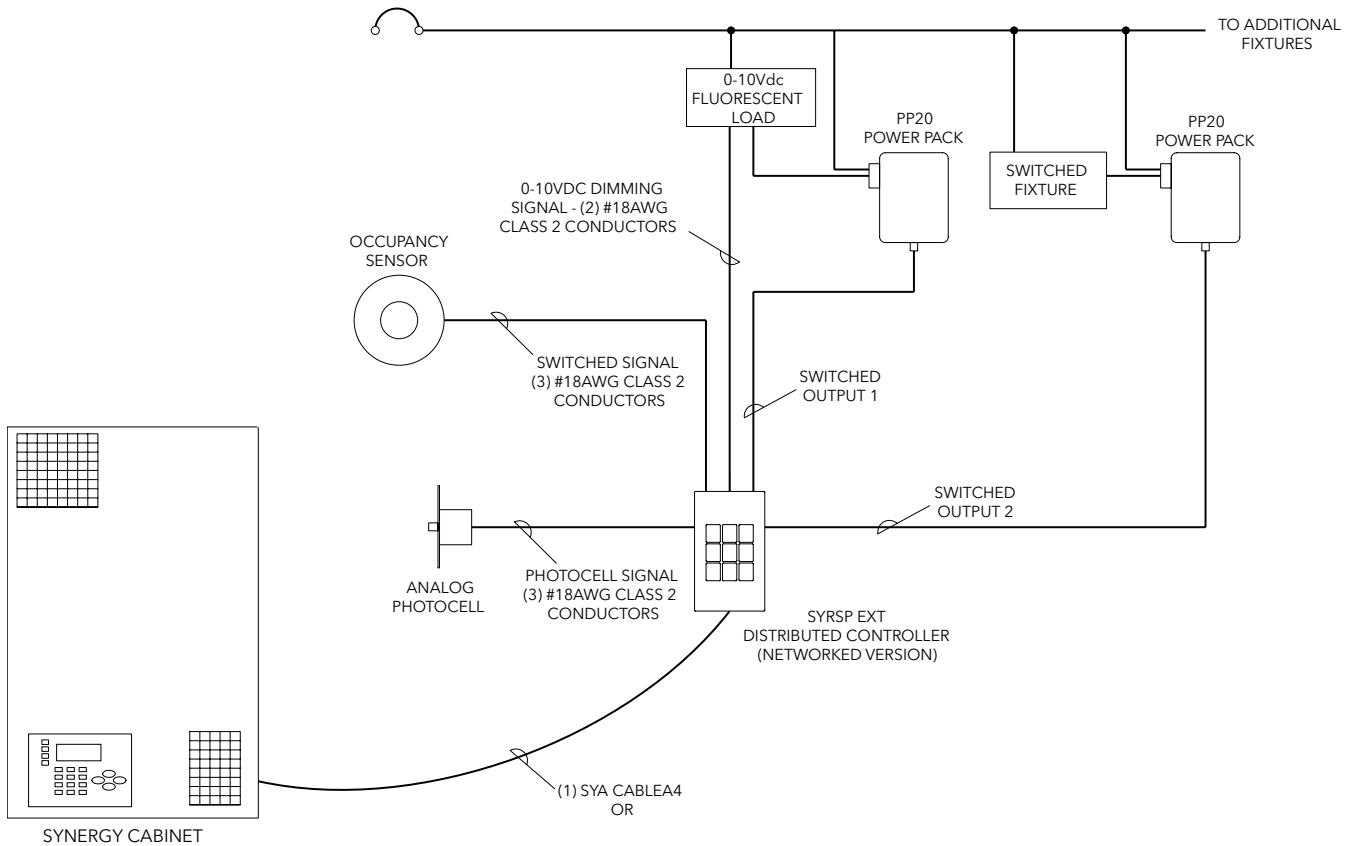 TO ADDITIONAL
FIXTURES
0-10Vdc
FLUORESCENT
LOAD
PP20
POWER PACK
PP20
POWER PACK
SWITCHED
FIXTURE
0-10VDC DIMMING
SIGNAL - (2) #18AWG
CLASS 2 CONDUCTORS
OCCUPANCY
SENSOR
SWITCHED SIGNAL
(3) #18AWG CLASS 2
CONDUCTORS
SWITCHED
OUTPUT 1
SWITCHED
OUTPUT 2
ANALOG
PHOTOCELL
PHOTOCELL SIGNAL
(3) #18AWG CLASS 2
CONDUCTORS
SYRSP EXT
DISTRIBUTED CONTROLLER
(NETWORKED VERSION)
(1) SYA CABLEA4
OR
SYNERGY CABINET